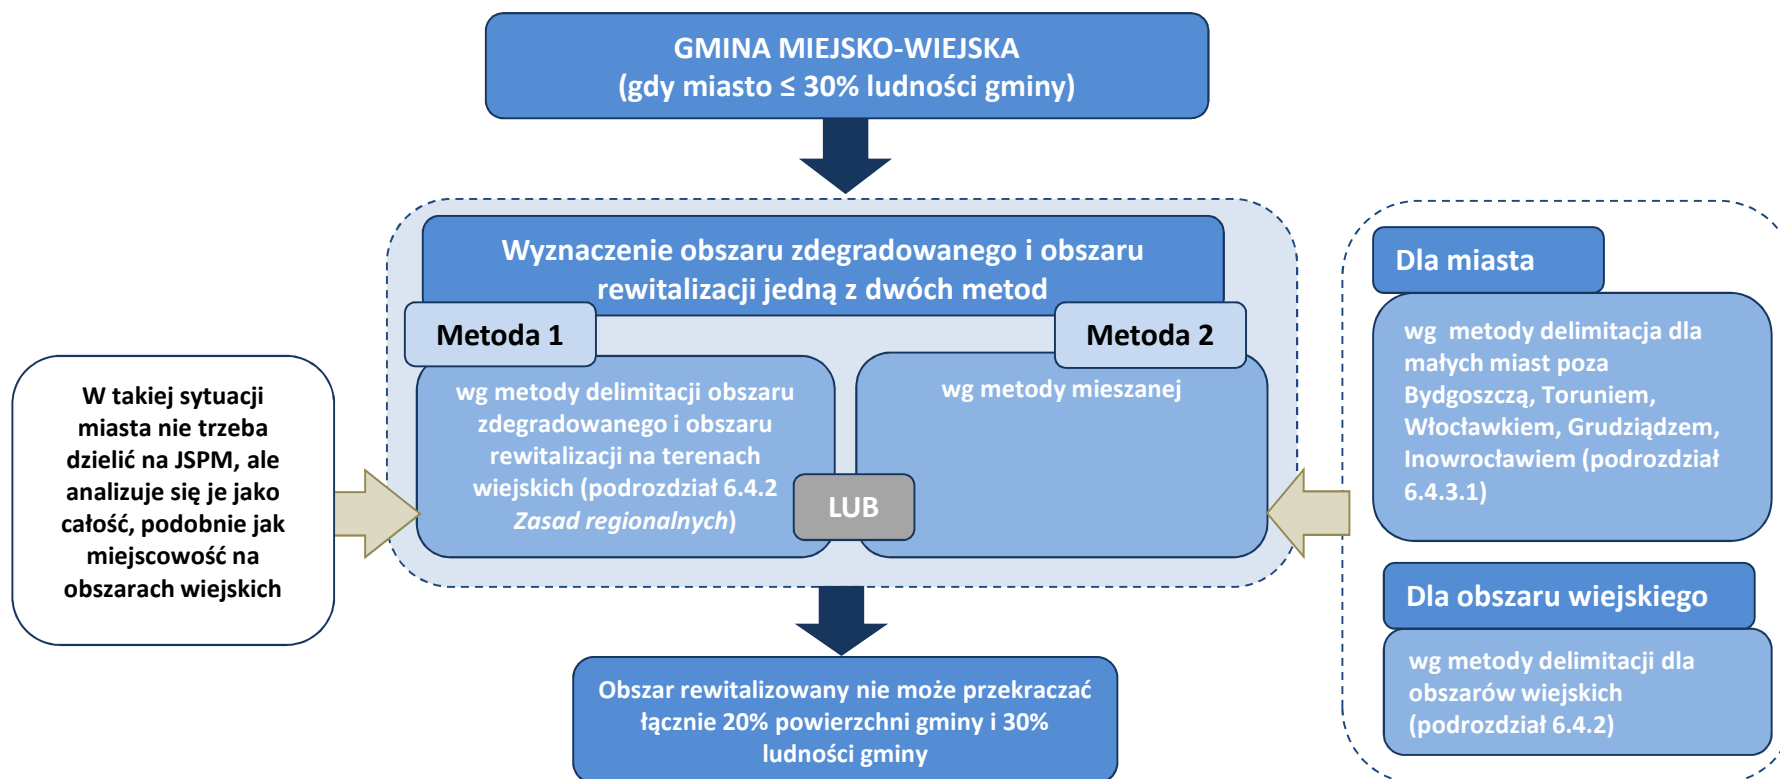 GMINA MIEJSKO-WIEJSKA
(gdy miasto ≤ 30% ludności gminy)
Wyznaczenie obszaru zdegradowanego i obszaru
rewitalizacji jedną z dwóch metod
Metoda 1
wg metody delimitacji obszaru
zdegradowanego i obszaru
rewitalizacji na terenach
wiejskich (podrozdział 6.4.2
Zasad regionalnych)
LUB
Metoda 2
wg metody mieszanej
W takiej sytuacji
miasta nie trzeba
dzielić na JSPM, ale
analizuje się je jako
całość, podobnie jak
miejscowość na
obszarach wiejskich
Dla miasta
wg  metody delimitacja dla
małych miast poza
Bydgoszczą, Toruniem,
Włocławkiem, Grudziądzem,
Inowrocławiem (podrozdział
6.4.3.1)
Dla obszaru wiejskiego
wg metody delimitacji dla
obszarów wiejskich
(podrozdział 6.4.2)
Obszar rewitalizowany nie może przekraczać
łącznie 20% powierzchni gminy i 30%
ludności gminy